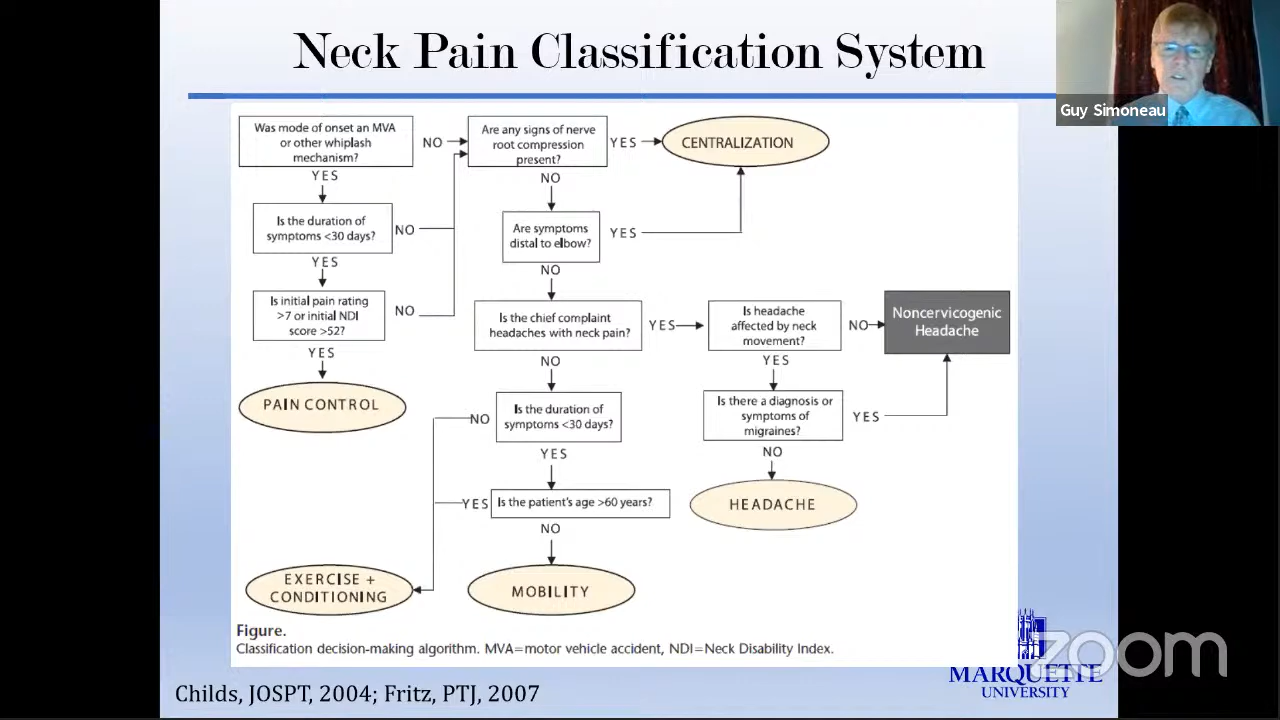 Neck Pain Classification System
Guy Simoneau
Was mode of onset an MVA
or other whiplash
mechanism?
NO
Are any signs of nerve
root compression
present?
YES
CENTRALIZATION
YES
NO
Is the duration of
symptoms <30 days?
NO
Are symptoms
distal to elbow?
YES
YES
NO
Is initial pain rating
>7 or initial NDI
score >52?
NO
Is the chief complaint
headaches with neck pain?
YES
Is headache
affected by neck
movement?
NO
Noncervicogenic
Headache
YES
NO
YES
PAIN CONTROL
NO
Is the duration of
symptoms <30 days?
Is there a diagnosis or
symptoms of
migraines?
YES
YES
NO
YES
Is the patient's age >60 years?
HEADACHE
NO
EXERCISE +
CONDITIONING
MOBILITY
Figure.
Classification decision-making algorithm. MVA=motor vehicle accident, NDI=Neck Disability Index.
zoom
MARQUETTE
UNIVERSITY
Childs, JOSPT, 2004; Fritz, PTJ, 2007